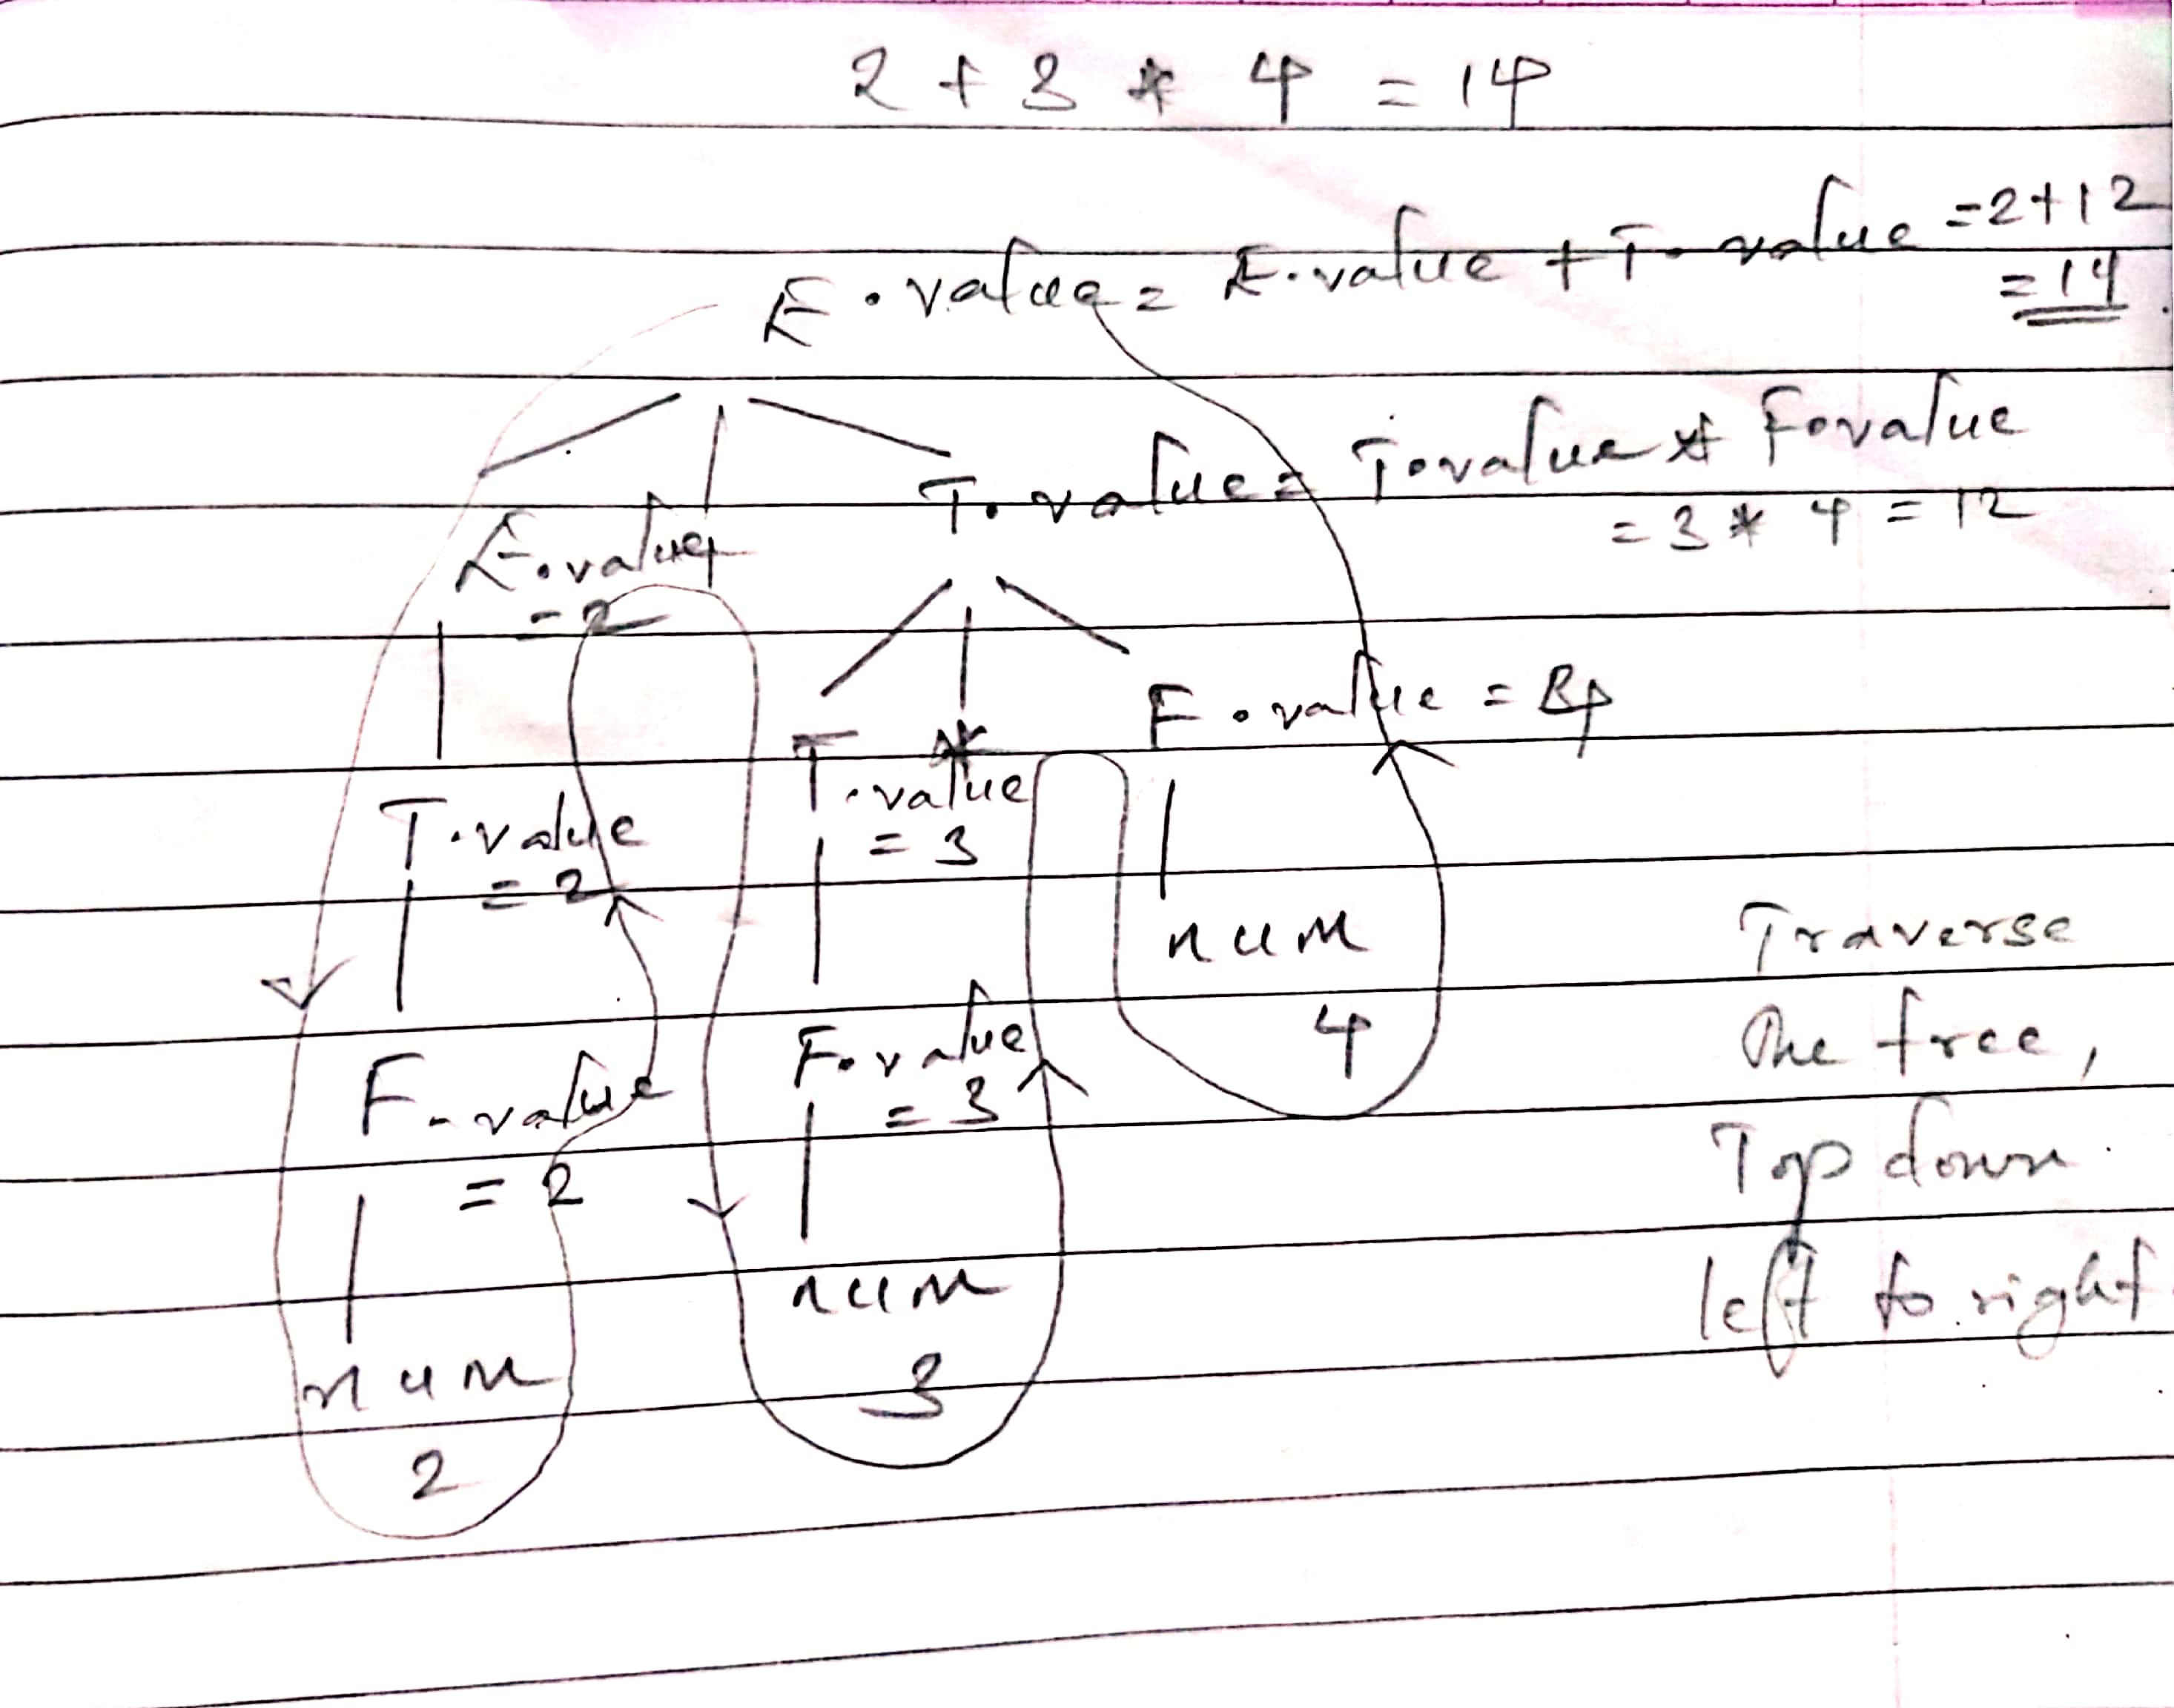 2 + 3 * 4 = 14
E.value = E.value + T.value = 2+12
= 14
T.value = T.value * F.value
= 3 * 4 = 12
E.value +
= 2
F.value = 4
T.value
= 2
T.value *
= 3
num
4
Traverse
the tree,
Top down
left to right
F.value
= 2
F.value
= 3
num
3
num
2